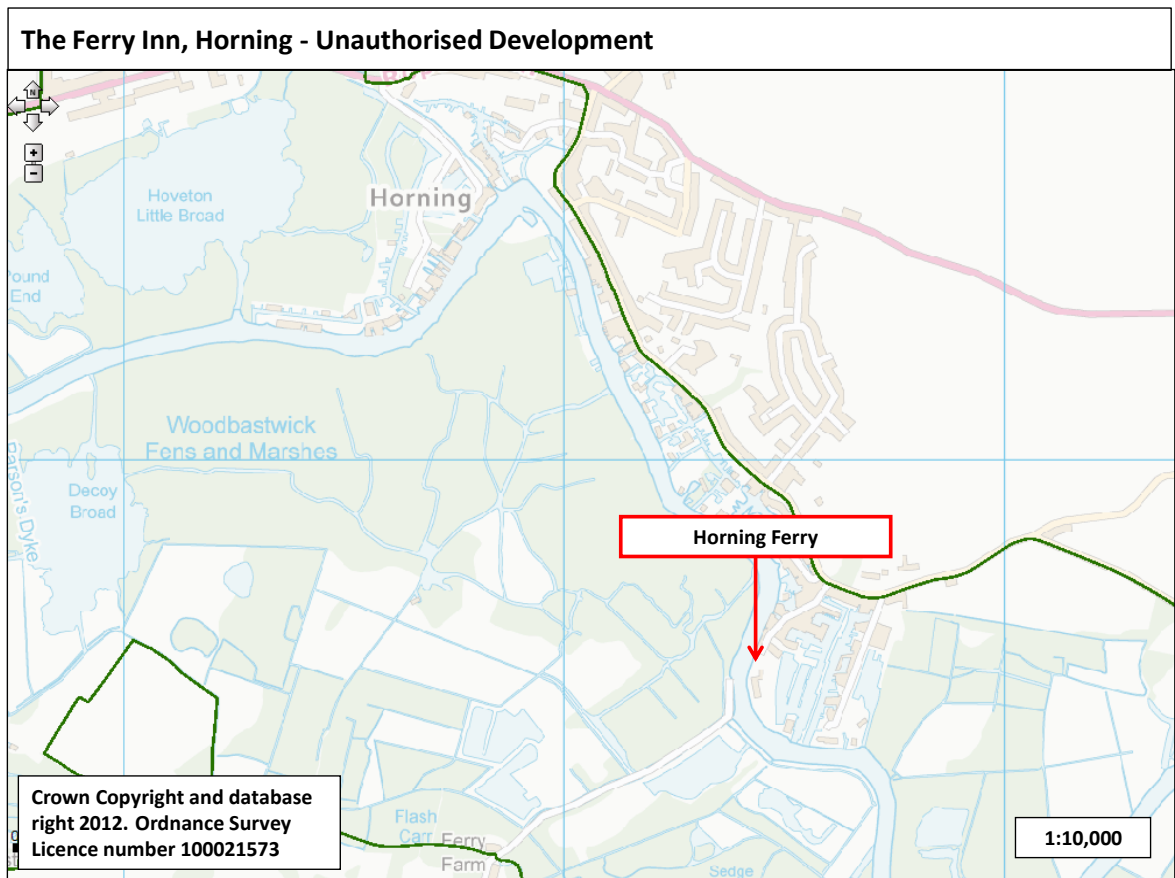 The Ferry Inn, Horning - Unauthorised Development
N
+
-
Horning
Hoveton
Little Broad
End
Woodbastwick
Fens and Marshes
Parson's Dyke
Decoy
Broad
Horning Ferry
Crown Copyright and database
right 2012. Ordnance Survey
Licence number 100021573
Flash
Carr
Ferry
Farm
Sedge
1:10,000